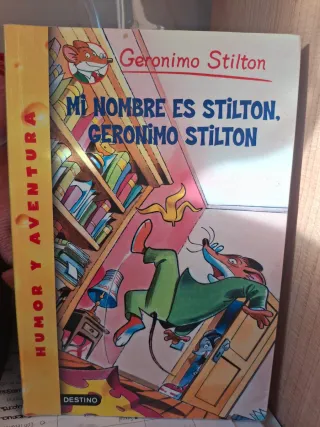 Geronimo Stilton
MI NOMBRE ES STILTON,
GERONIMO STILTON
HUMOR Y AVENTURA
DESTINO